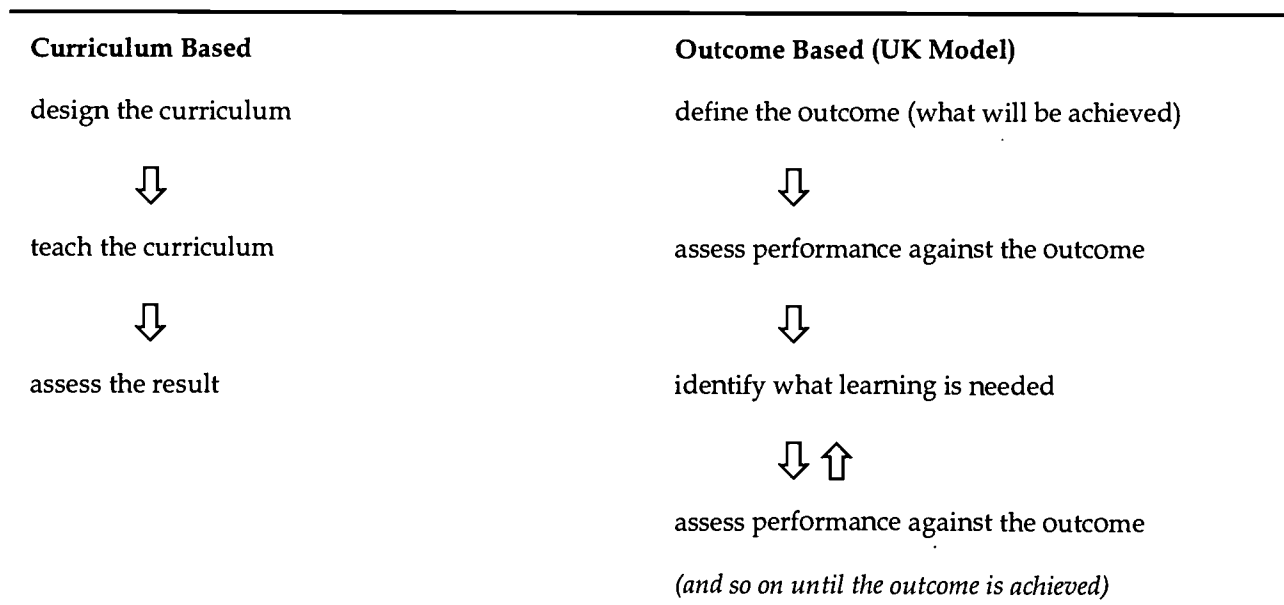 Curriculum Based
design the curriculum
teach the curriculum
assess the result
Outcome Based (UK Model)
define the outcome (what will be achieved)
assess performance against the outcome
identify what learning is needed
assess performance against the outcome
(and so on until the outcome is achieved)